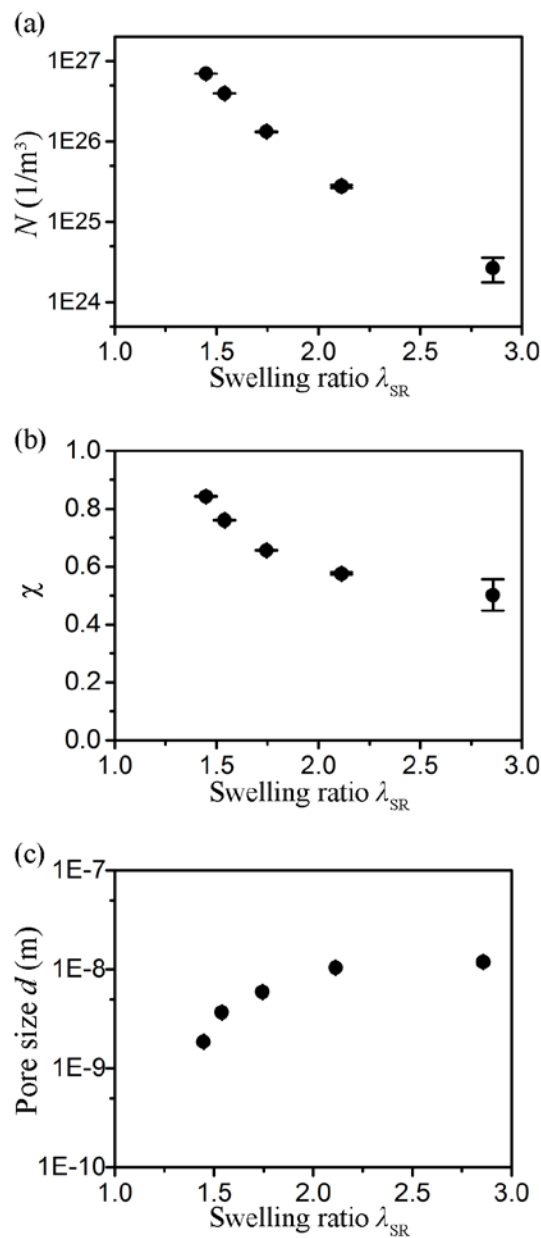 (a)
1E27
1E26
1E25
1E24
N (1/m³)
1.0 1.5 2.0 2.5 3.0
Swelling ratio λSR
(b)
1.0
0.8
0.6
0.4
0.2
0.0
χ
1.0 1.5 2.0 2.5 3.0
Swelling ratio λSR
(c)
1E-7
1E-8
1E-9
1E-10
Pore size d (m)
1.0 1.5 2.0 2.5 3.0
Swelling ratio λSR